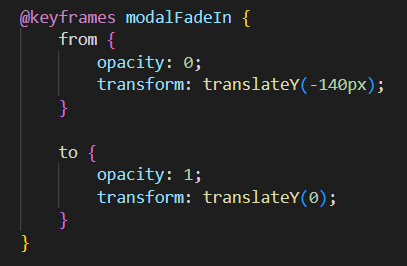 @keyframes modalFadeIn {
    from {
        opacity: 0;
        transform: translateY(-140px);
    }

    to {
        opacity: 1;
        transform: translateY(0);
    }
}